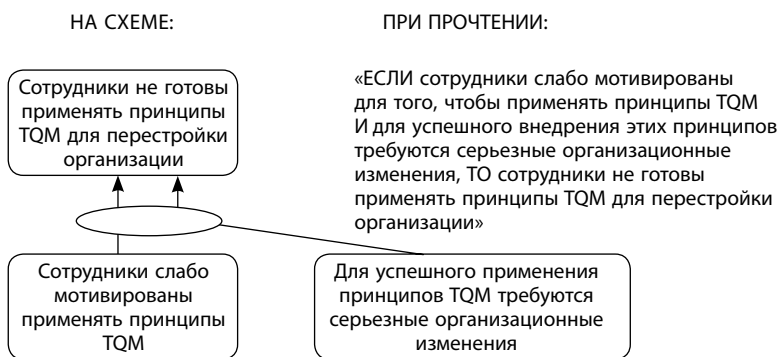 НА СХЕМЕ:
ПРИ ПРОЧТЕНИИ:
Сотрудники не готовы
применять принципы
TQM для перестройки
организации
«ЕСЛИ сотрудники слабо мотивированы
для того, чтобы применять принципы TQM
И для успешного внедрения этих принципов
требуются серьезные организационные
изменения, ТО сотрудники не готовы
применять принципы TQM для перестройки
организации»
Сотрудники слабо
мотивированы
применять принципы
TQM
Для успешного применения
принципов TQM требуются
серьезные организационные
изменения